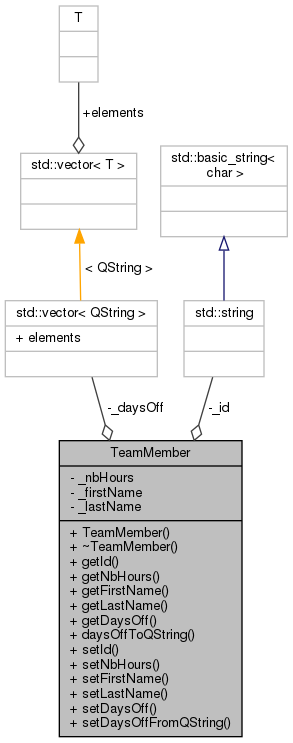 T
+elements
std::vector< T >
std::basic_string<
char >
< QString >
std::vector< QString >
+ elements
std::string
-_daysOff
-_id
TeamMember
- _nbHours
- _firstName
- _lastName
+ TeamMember()
+ ~TeamMember()
+ getId()
+ getNbHours()
+ getFirstName()
+ getLastName()
+ getDaysOff()
+ daysOffToQString()
+ setId()
+ setNbHours()
+ setFirstName()
+ setLastName()
+ setDaysOff()
+ setDaysOffFromQString()